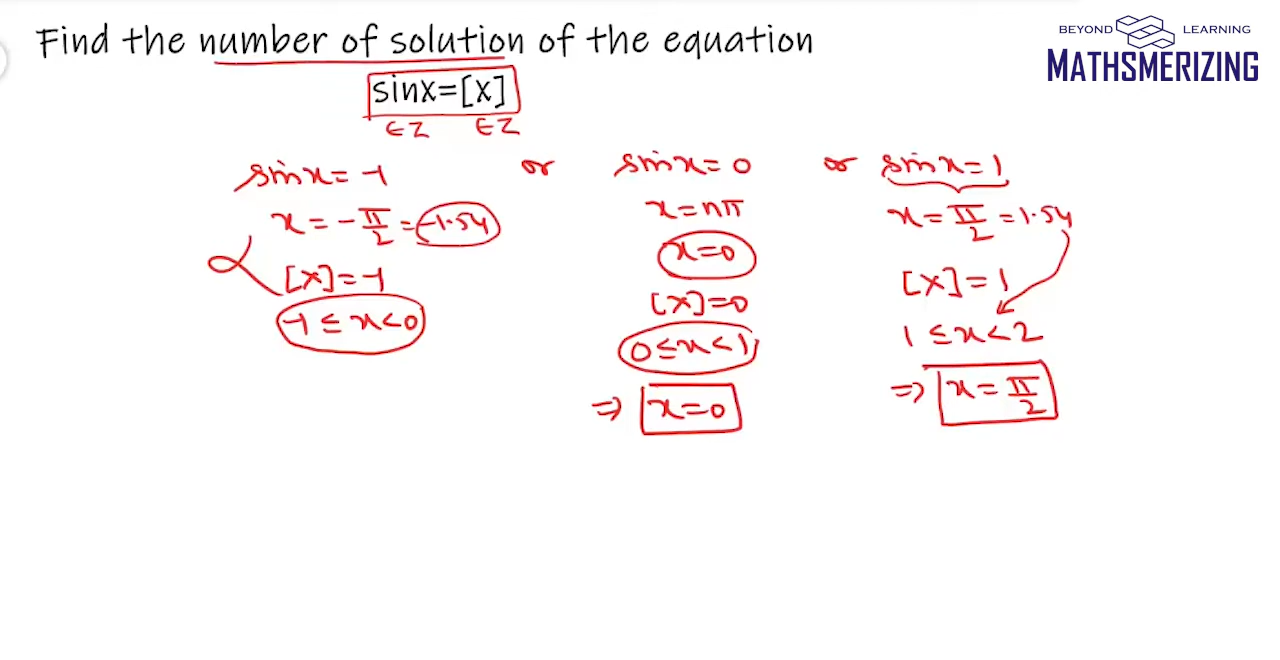 BEYOND LEARNING
MATHSMERIZING
Find the number of solution of the equation
sinx=[x]
∈Z ∈Z
sinx = -1 or sinx = 0 or sinx = 1
x = -π/2 = -1.54 x = nπ x = π/2 = 1.54
x = 0
[x] = -1 [x] = 0 [x] = 1
-1 ≤ x < 0 0 ≤ x < 1 1 ≤ x < 2
⇒ x = 0 ⇒ x = π/2